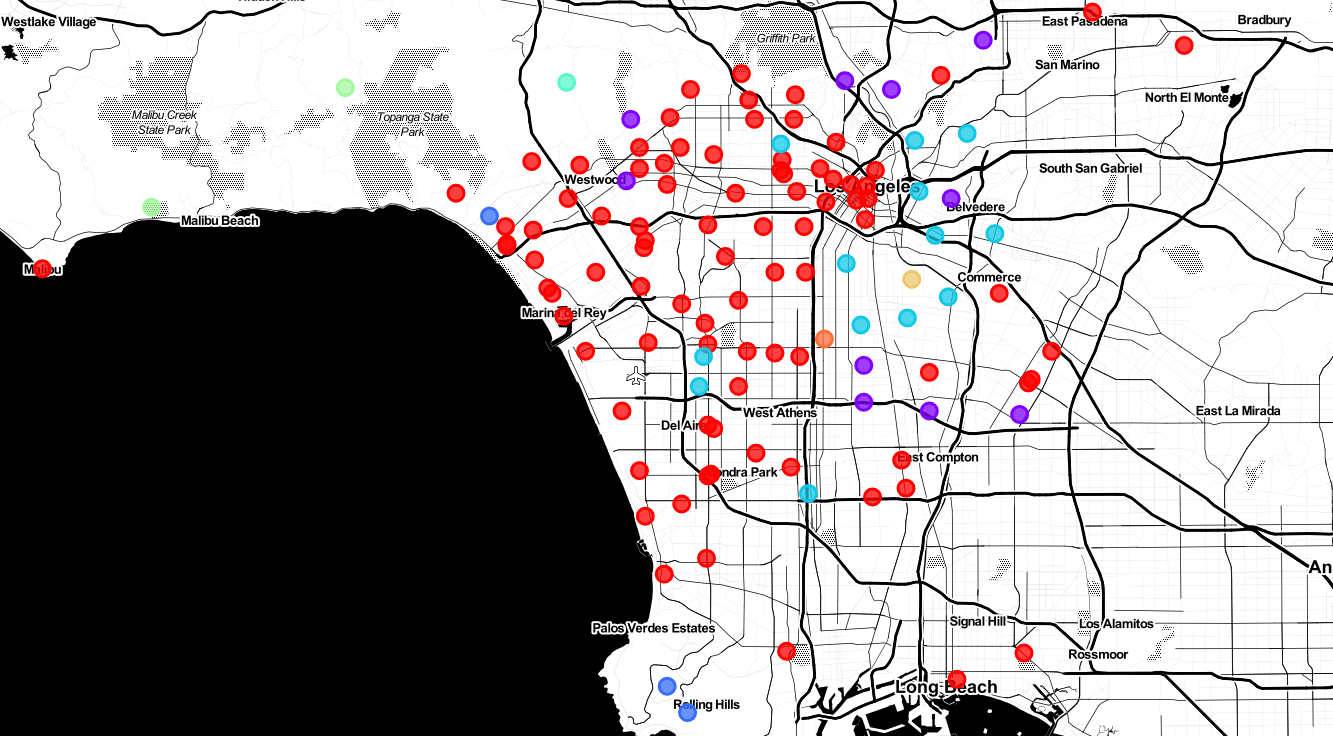 Westlake Village
East Pasadena
Bradbury
Griffith Park
San Marino
North El Monte
Malibu Creek
State Park
Topanga State
Park
South San Gabriel
Westwood
Los Angeles
Belvedere
Malibu Beach
Malibu
Commerce
Marina del Rey
West Athens
East La Mirada
Del Aire
East Compton
ondra Park
An
Signal Hill
Los Alamitos
Palos Verdes Estates
Rossmoor
Long Beach
Rolling Hills